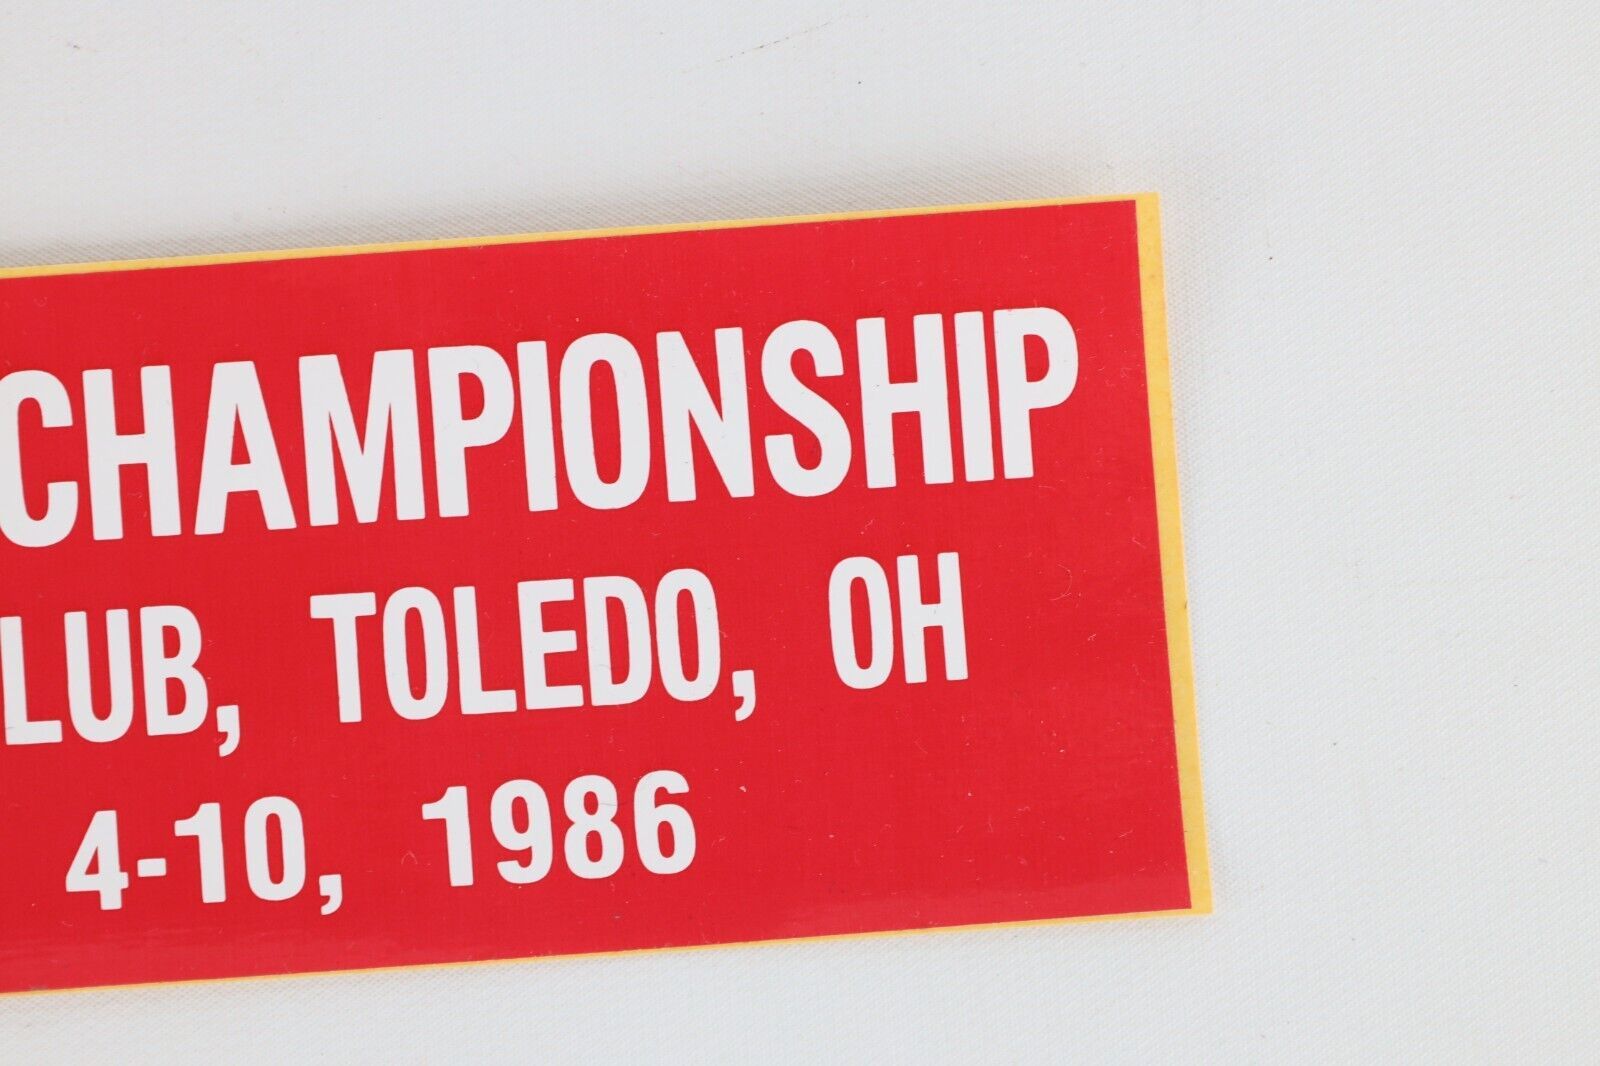 CHAMPIONSHIP
LUB, TOLEDO, OH
4-10, 1986